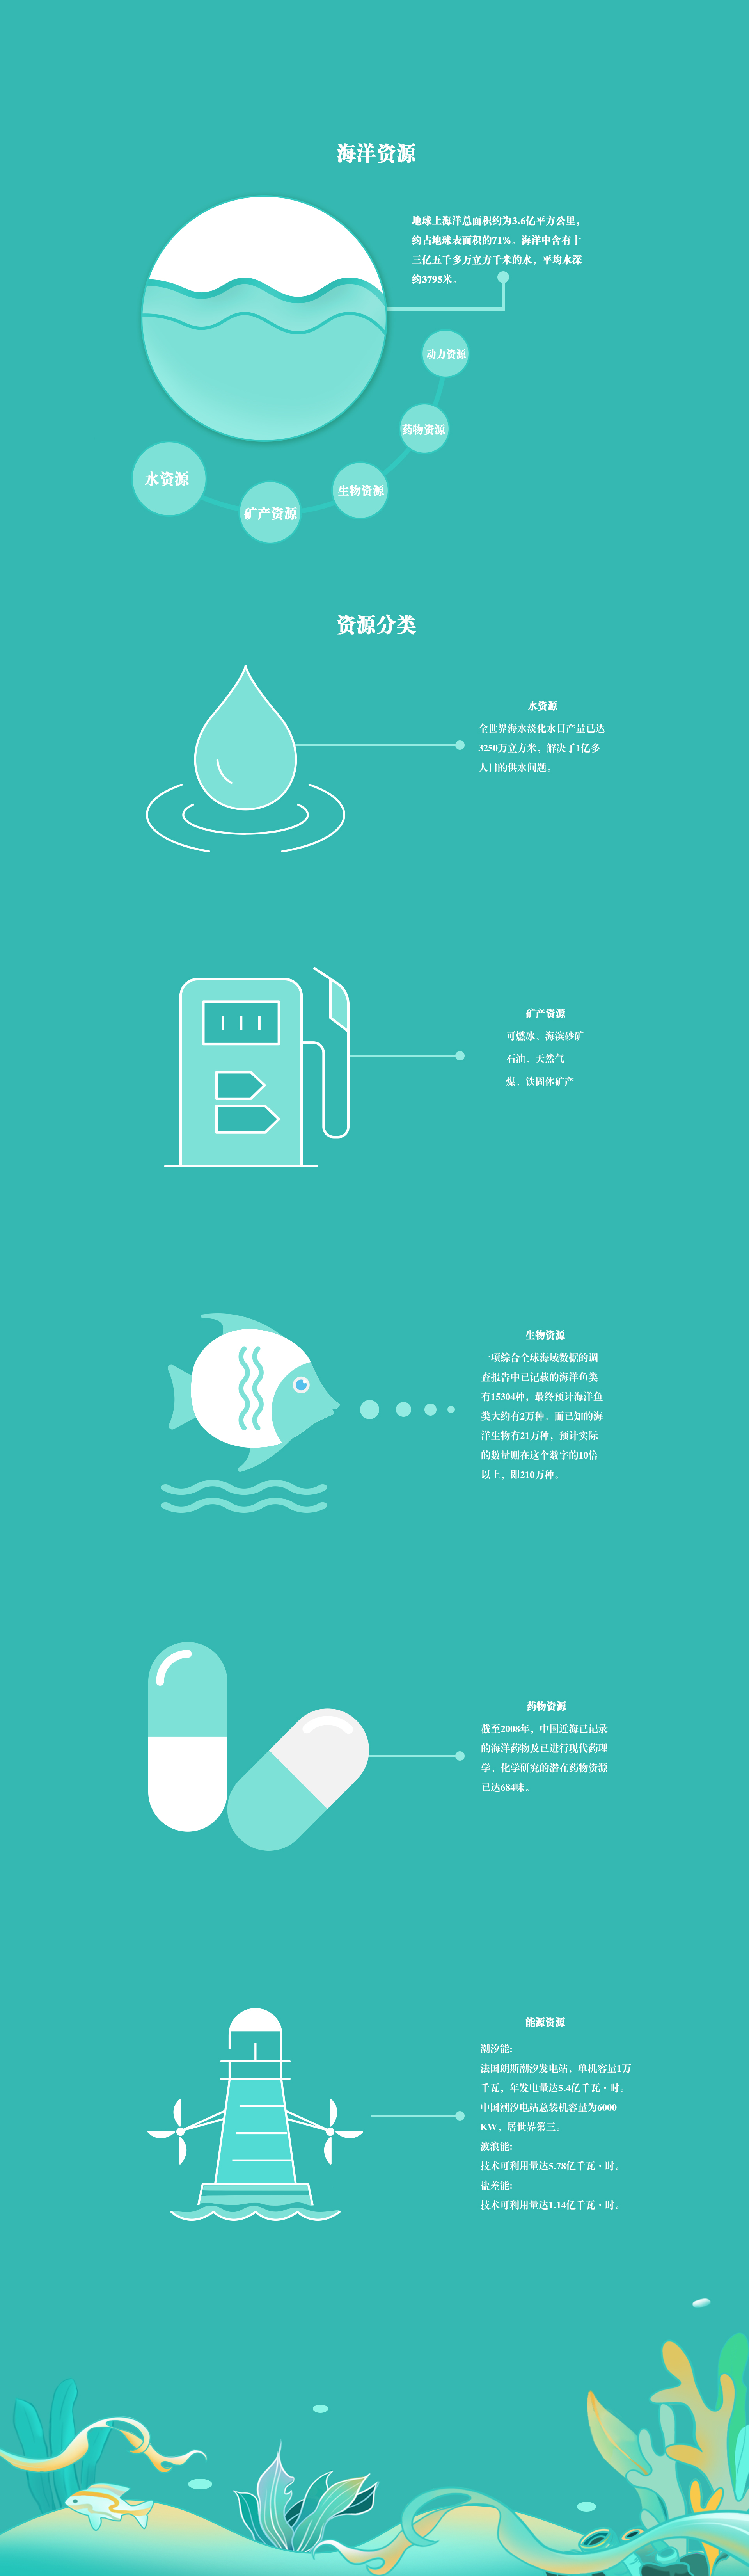 海洋资源
地球上海洋总面积约为3.6亿平方公里，
约占地球表面积的71%。海洋中含有十
三亿五千多万立方千米的水，平均水深
约3795米。
动力资源
药物资源
生物资源
矿产资源
水资源
资源分类
水资源
全世界海水淡化水日产量已达
3250万立方米，解决了1亿多
人口的供水问题。
矿产资源
可燃冰、海滨砂矿
石油、天然气
煤、铁固体矿产
生物资源
一项综合全球海域数据的调
查报告中已记载的海洋鱼类
有15304种，最终预计海洋鱼
类大约有2万种。而已知的海
洋生物有21万种，预计实际
的数量则在这个数字的10倍
以上，即210万种。
药物资源
截至2008年，中国近海已记录
的海洋药物及已进行现代药理
学、化学研究的潜在药物资源
已达684味。
能源资源
潮汐能:
法国朗斯潮汐发电站，单机容量1万
千瓦，年发电量达5.4亿千瓦·时。
中国潮汐电站总装机容量为6000
KW，居世界第三。
波浪能:
技术可利用量达5.78亿千瓦·时。
盐差能:
技术可利用量达1.14亿千瓦·时。